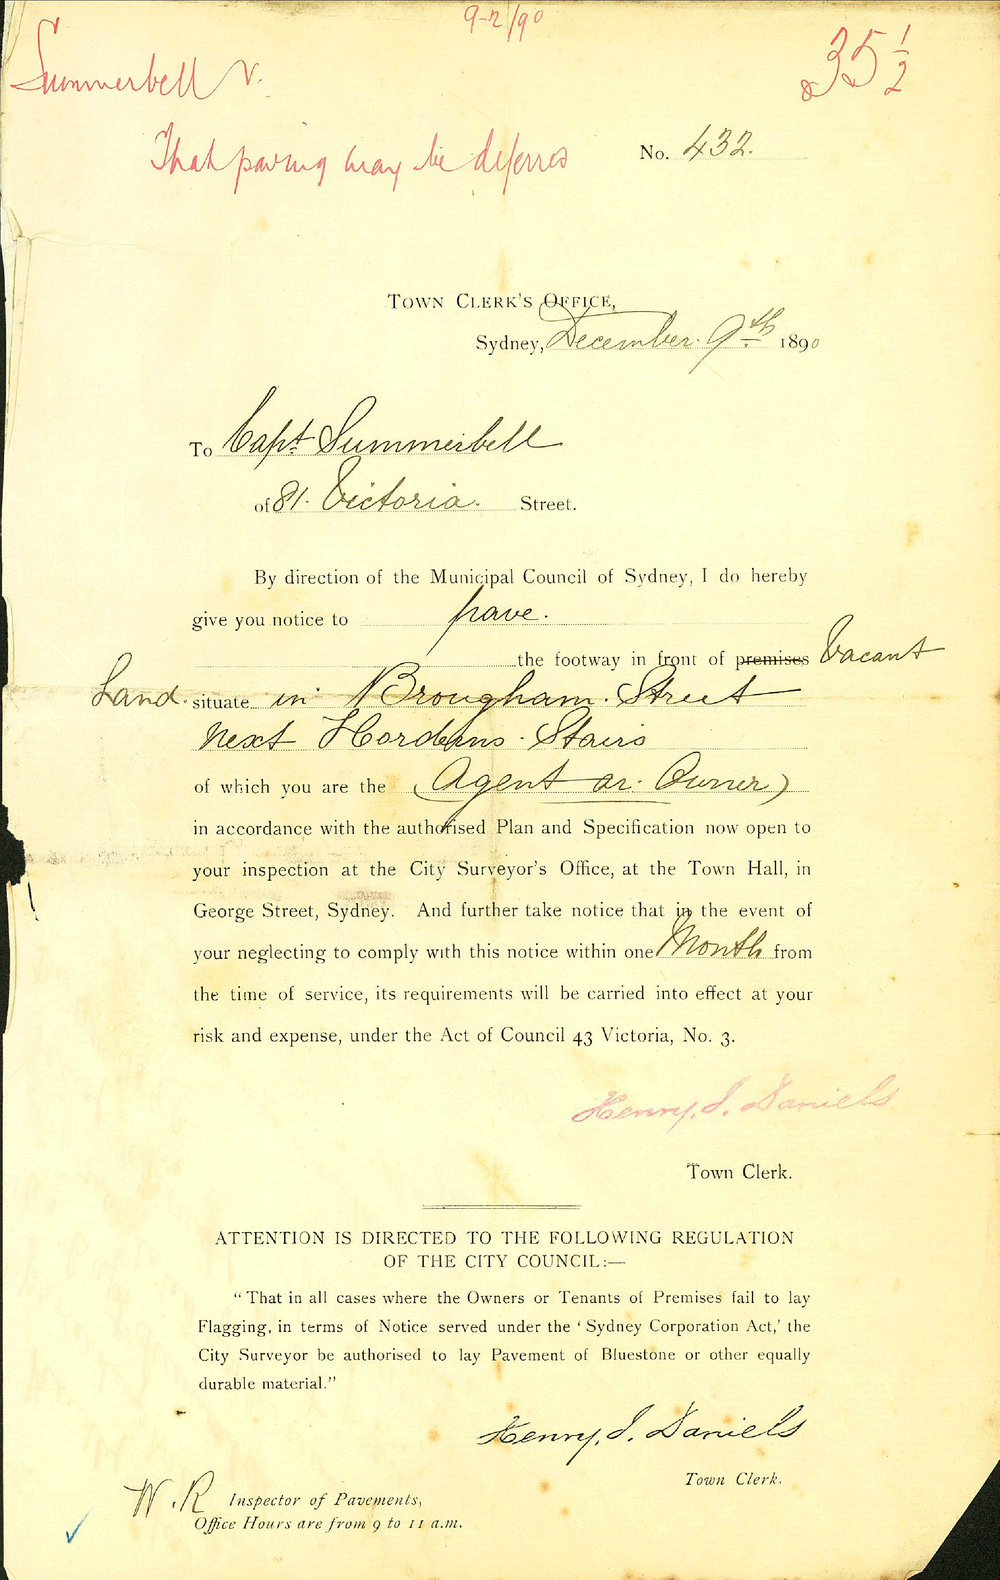 9-2/90
Summerbell V.
35 1/2
That paving may be deferred
No. 432.
TOWN CLERK'S OFFICE,
Sydney, December. 9th 1890
To Capt. Summerbell
of 81. Victoria. Street.
By direction of the Municipal Council of Sydney, I do hereby
give you notice to pave.
the footway in front of premises Vacant
Land. situate in Brougham. Street
Next Hordens. Stairs
of which you are the (Agent or. Owner)
in accordance with the authorised Plan and Specification now open to
your inspection at the City Surveyor's Office, at the Town Hall, in
George Street, Sydney. And further take notice that in the event of
your neglecting to comply with this notice within one Month from
the time of service, its requirements will be carried into effect at your
risk and expense, under the Act of Council 43 Victoria, No. 3.
Henry. J. Daniels
Town Clerk.
ATTENTION IS DIRECTED TO THE FOLLOWING REGULATION
OF THE CITY COUNCIL:—
"That in all cases where the Owners or Tenants of Premises fail to lay
Flagging, in terms of Notice served under the 'Sydney Corporation Act,' the
City Surveyor be authorised to lay Pavement of Bluestone or other equally
durable material."
Henry. J. Daniels
Town Clerk.
W. R Inspector of Pavements,
Office Hours are from 9 to 11 a.m.